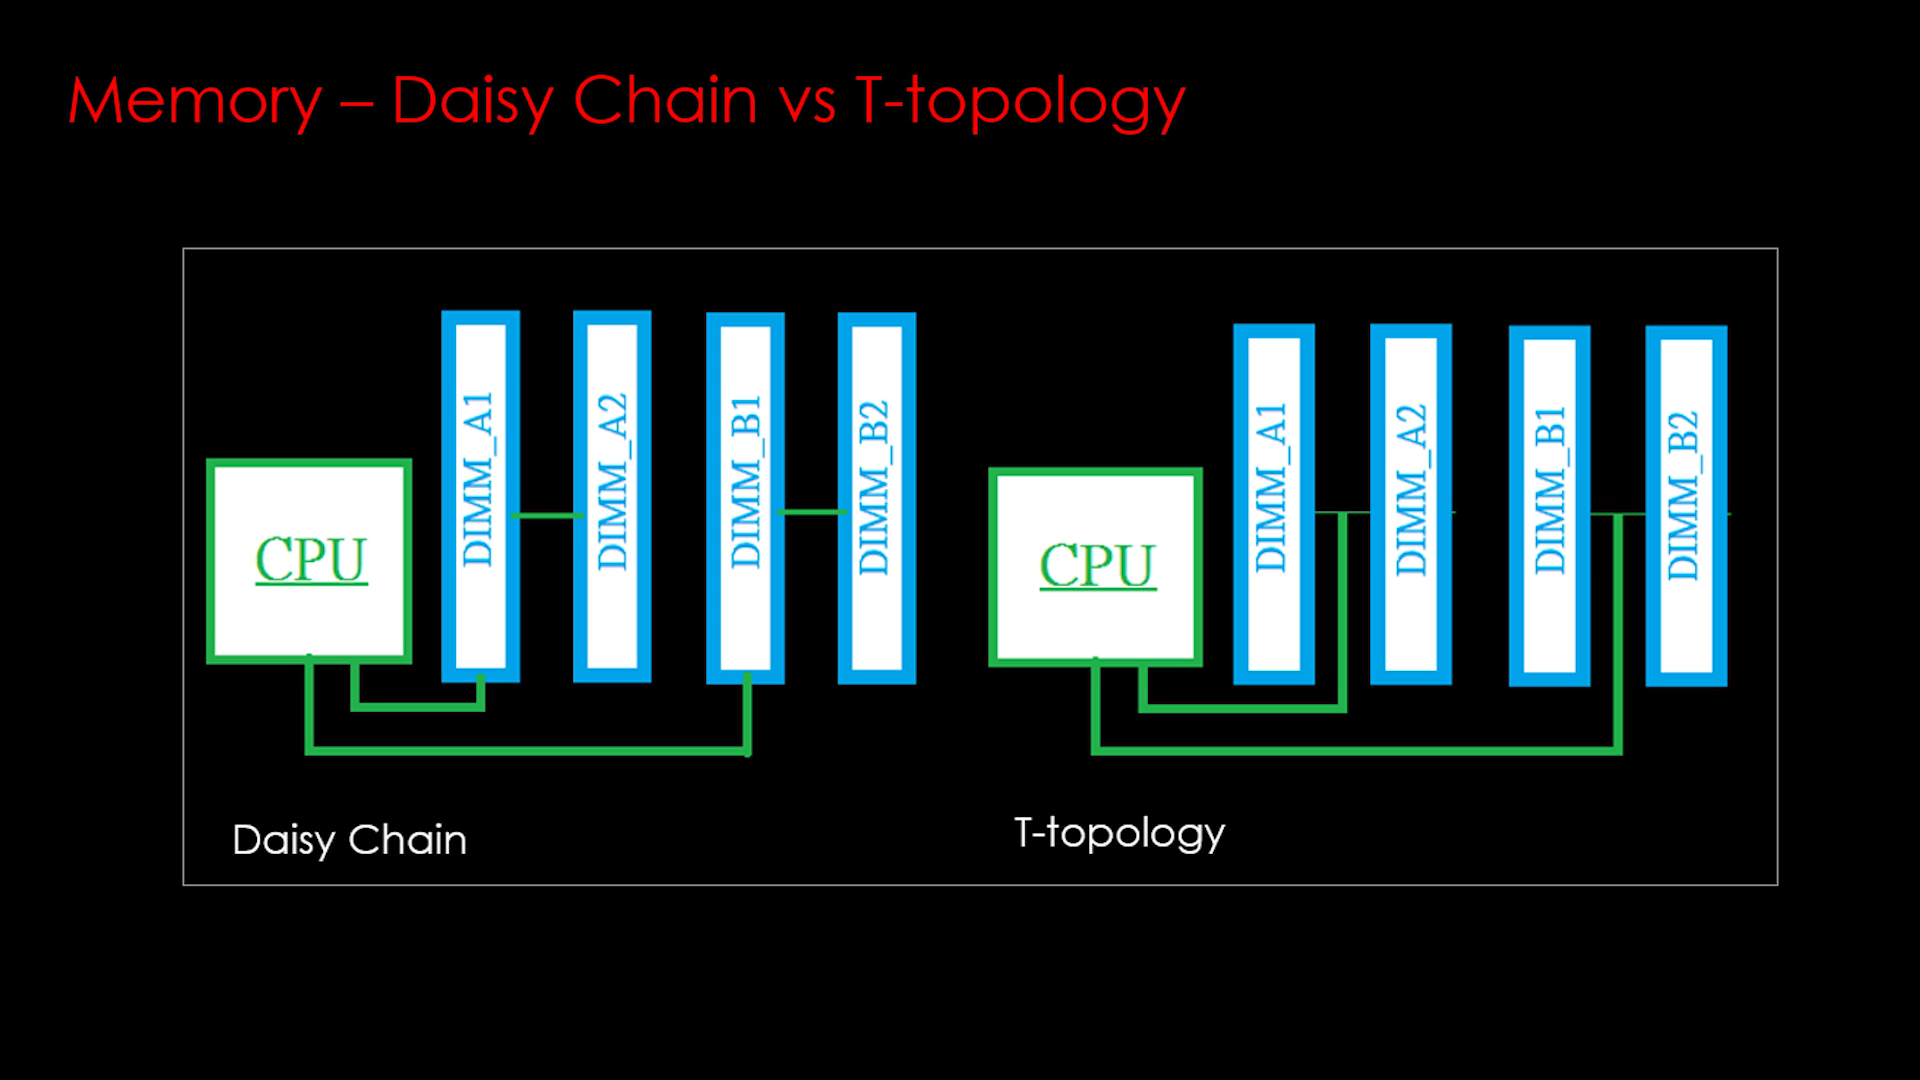 Memory – Daisy Chain vs T-topology
CPU
DIMM_A1
DIMM_A2
DIMM_B1
DIMM_B2
Daisy Chain
CPU
DIMM_A1
DIMM_A2
DIMM_B1
DIMM_B2
T-topology